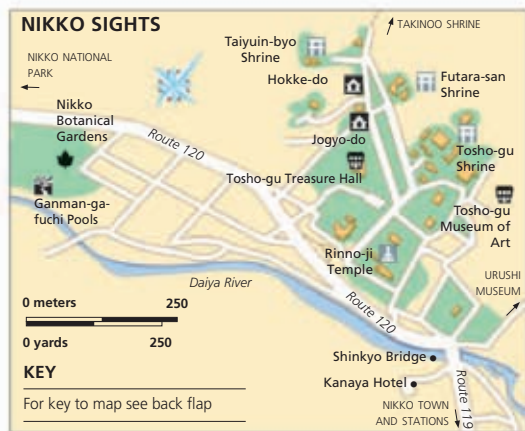 NIKKO SIGHTS
TAKINOO SHRINE
Taiyuin-byo
Shrine
NIKKO NATIONAL
PARK
Hokke-do
Futara-san
Shrine
Nikko
Botanical
Gardens
Route 120
Jogyo-do
Tosho-gu
Shrine
Tosho-gu Treasure Hall
Ganman-ga-
fuchi Pools
Tosho-gu
Museum of
Art
Rinno-ji
Temple
Daiya River
URUSHI
MUSEUM
0 meters 250
0 yards 250
Route 120
Shinkyo Bridge
KEY
Kanaya Hotel
Route 119
For key to map see back flap
NIKKO TOWN
AND STATIONS